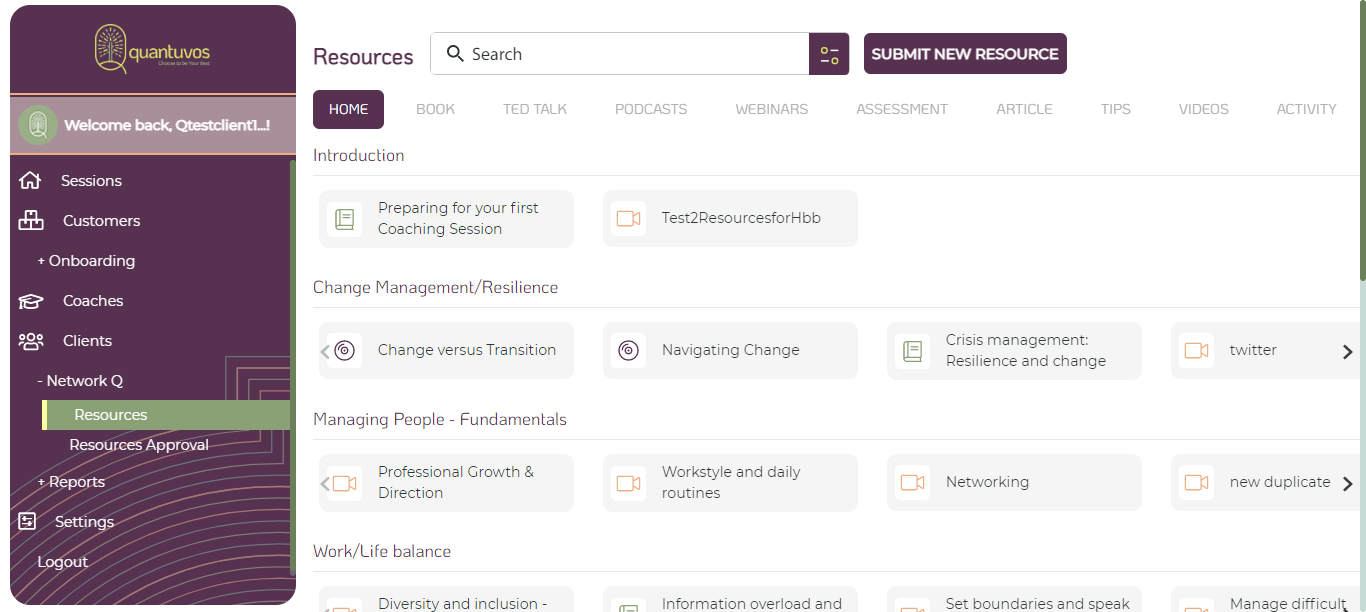 quantuvos
Choose to be Your Best
Welcome back, Qtestclient1...!
Sessions
Customers
+ Onboarding
Coaches
Clients
- Network Q
Resources
Resources Approval
+ Reports
Settings
Logout
Resources
Search
SUBMIT NEW RESOURCE
HOME BOOK TED TALK PODCASTS WEBINARS ASSESSMENT ARTICLE TIPS VIDEOS ACTIVITY
Introduction
Preparing for your first
Coaching Session
Test2ResourcesforHbb
Change Management/Resilience
Change versus Transition
Navigating Change
Crisis management:
Resilience and change
twitter
Managing People - Fundamentals
Professional Growth &
Direction
Workstyle and daily
routines
Networking
new duplicate
Work/Life balance
Diversity and inclusion -
Information overload and
Set boundaries and speak
Manage difficult